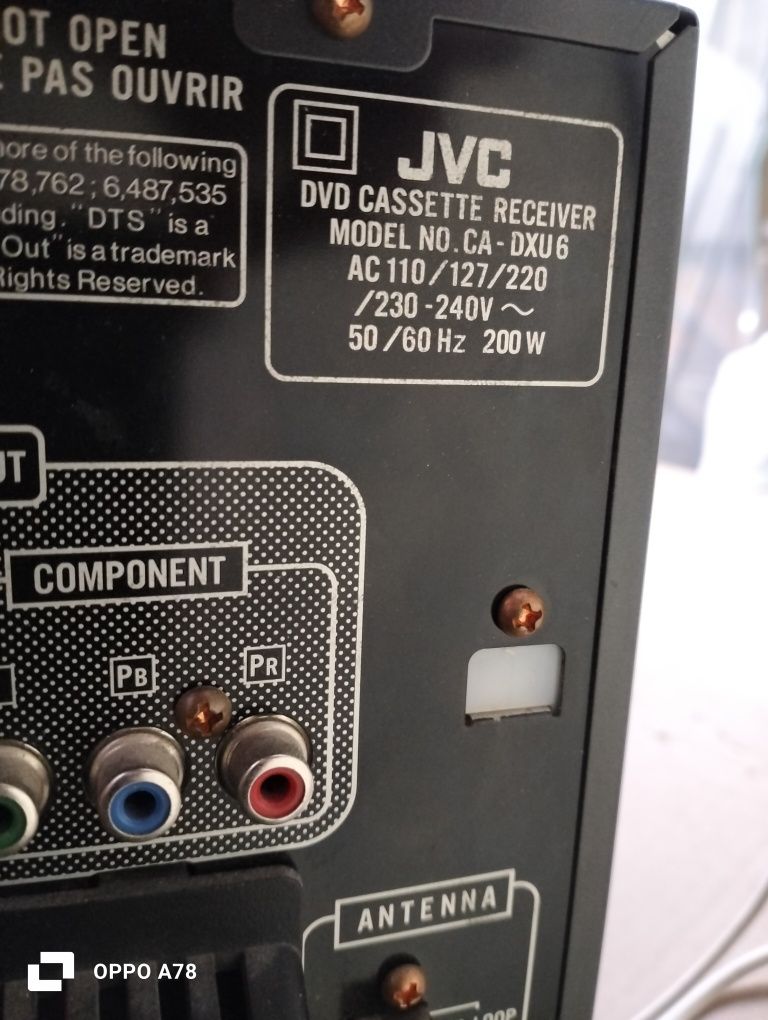 OT OPEN
E PAS OUVRIR
ore of the following
78,762 ; 6,487,535
ding. "DTS" is a
Out" is a trademark
Rights Reserved.
JVC
DVD CASSETTE RECEIVER
MODEL NO. CA - DXU6
AC 110/127/220
/230 -240V ～
50/60 Hz 200 W
UT
COMPONENT
PB
PR
ANTENNA
LOOP
OPPO A78